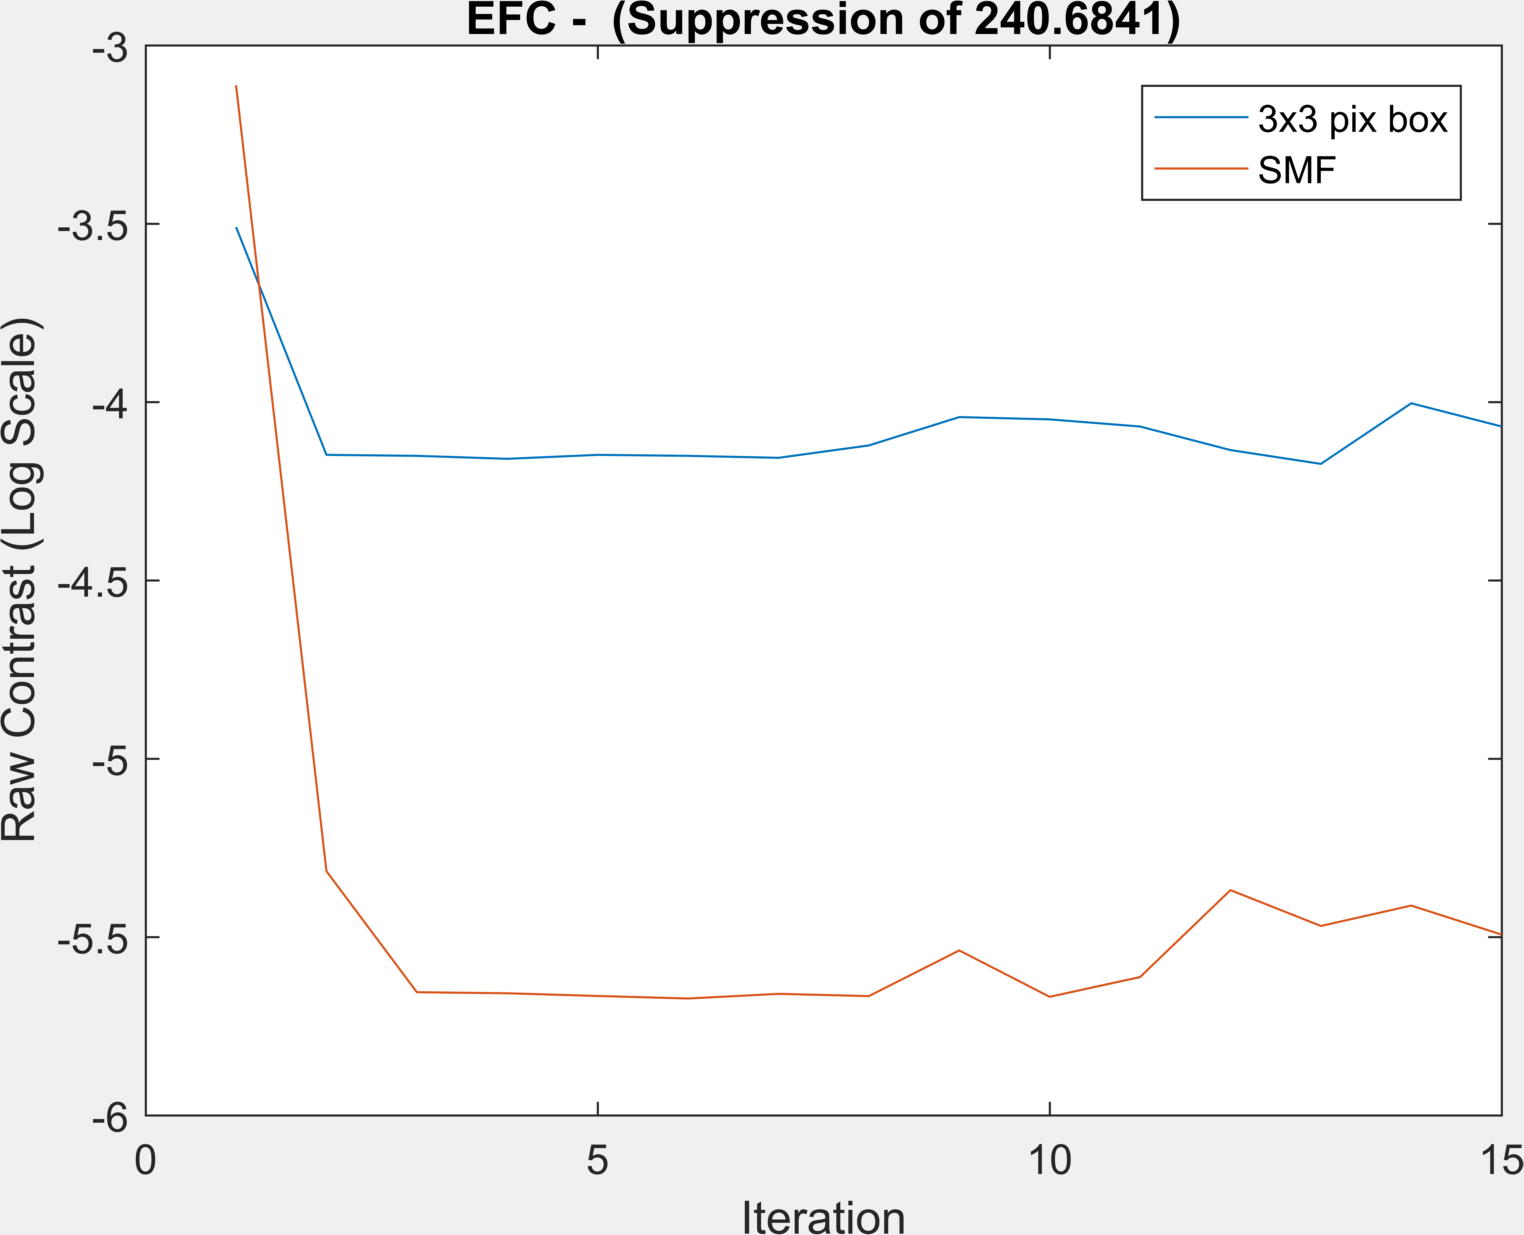 EFC - (Suppression of 240.6841)
-3
-3.5
-4
-4.5
-5
-5.5
-6
Raw Contrast (Log Scale)
3x3 pix box
SMF
0 5 10 15
Iteration